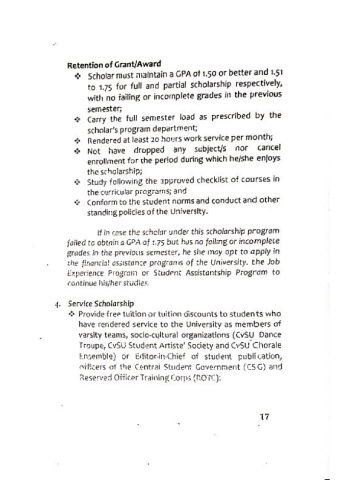 Retention of Grant/Award
❖ Scholar must maintain a GPA of 1.50 or better and 1.51
to 1.75 for full and partial scholarship respectively,
with no failing or incomplete grades in the previous
semester;
❖ Carry the full semester load as prescribed by the
scholar's program department;
❖ Rendered at least 20 hours work service per month;
❖ Not have dropped any subject/s nor cancel
enrollment for the period during which he/she enjoys
the scholarship;
❖ Study following the approved checklist of courses in
the curricular programs; and
❖ Conform to the student norms and conduct and other
standing policies of the University.
If in case the scholar under this scholarship program
failed to obtain a GPA of 1.75 but has no failing or incomplete
grades in the previous semester, he she may opt to apply in
the financial assistance programs of the University. the Job
Experience Program or Student Assistantship Program to
continue his/her studies.
4. Service Scholarship
❖ Provide free tuition or tuition discounts to students who
have rendered service to the University as members of
varsity teams, socio-cultural organizations (CvSU Dance
Troupe, CvSU Student Artiste' Society and CvSU Chorale
Ensemble) or Editor-in-Chief of student publication,
officers of the Central Student Government (CSG) and
Reserved Officer Training Corps (ROTC);
17